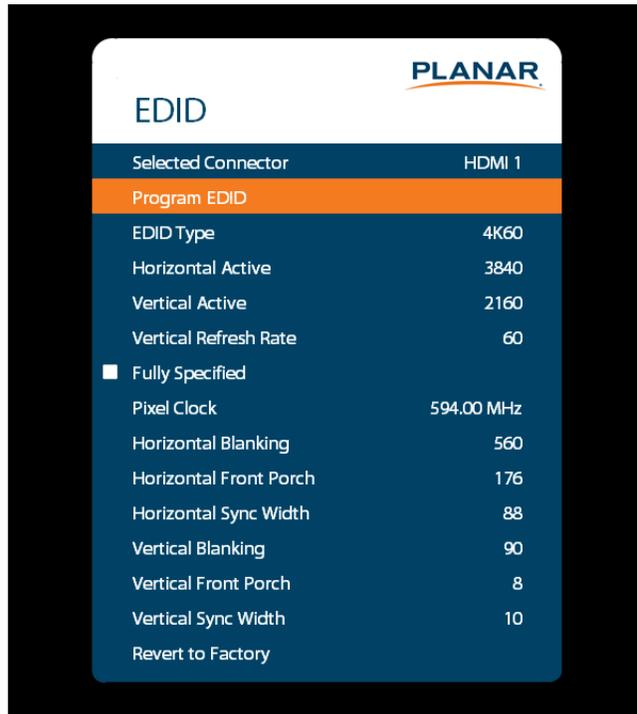 PLANAR
EDID
Selected Connector HDMI 1
Program EDID
EDID Type 4K60
Horizontal Active 3840
Vertical Active 2160
Vertical Refresh Rate 60
Fully Specified
Pixel Clock 594.00 MHz
Horizontal Blanking 560
Horizontal Front Porch 176
Horizontal Sync Width 88
Vertical Blanking 90
Vertical Front Porch 8
Vertical Sync Width 10
Revert to Factory